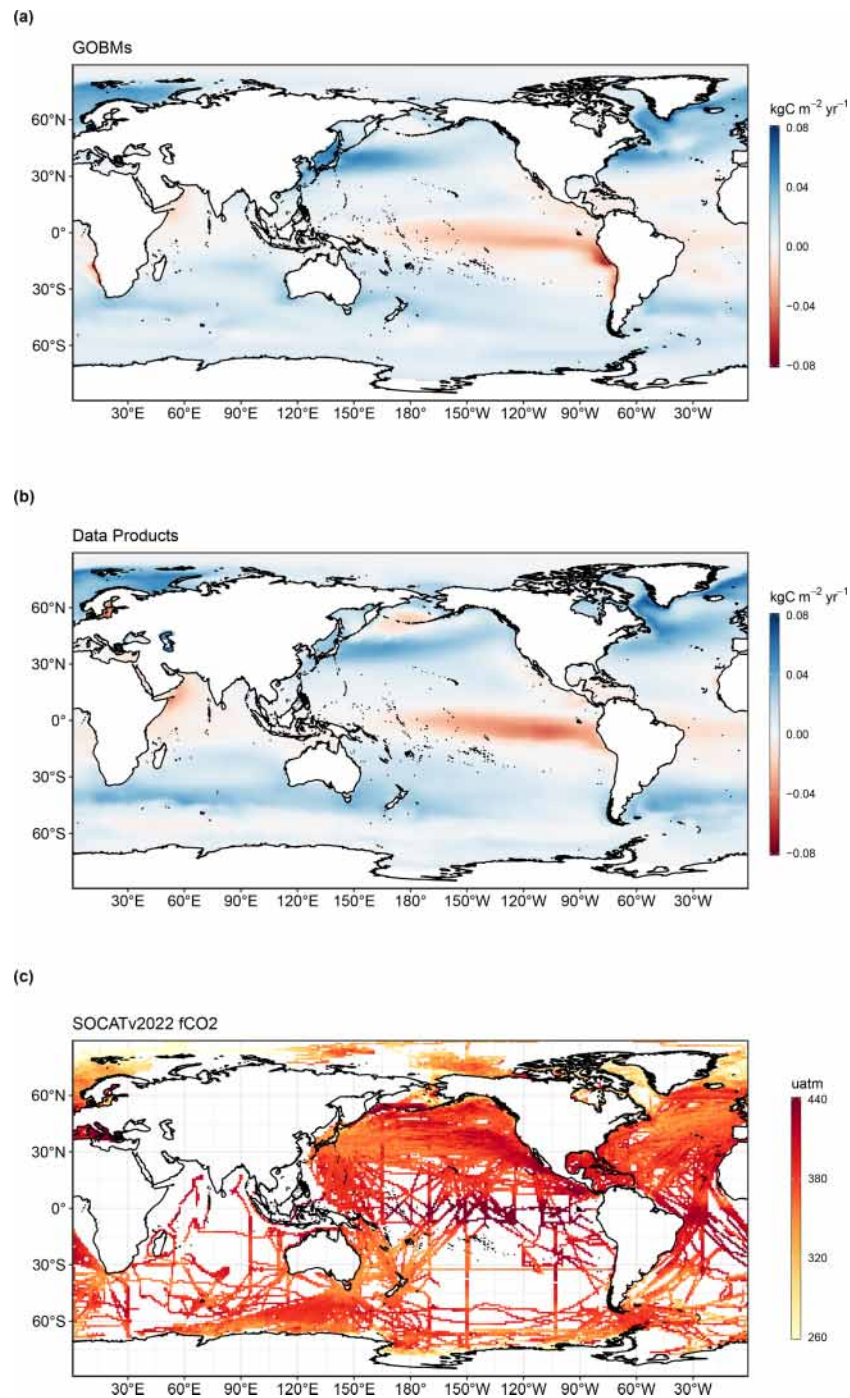 (a)
GOBMs
kgC m⁻² yr⁻¹
0.08
60°N
0.04
30°N
0°
0.00
30°S
−0.04
60°S
−0.08
30°E 60°E 90°E 120°E 150°E 180° 150°W 120°W 90°W 60°W 30°W
(b)
Data Products
kgC m⁻² yr⁻¹
0.08
60°N
0.04
30°N
0°
0.00
30°S
−0.04
60°S
−0.08
30°E 60°E 90°E 120°E 150°E 180° 150°W 120°W 90°W 60°W 30°W
(c)
SOCATv2022 fCO2
uatm
440
60°N
30°N
380
0°
320
30°S
60°S
260
30°E 60°E 90°E 120°E 150°E 180° 150°W 120°W 90°W 60°W 30°W